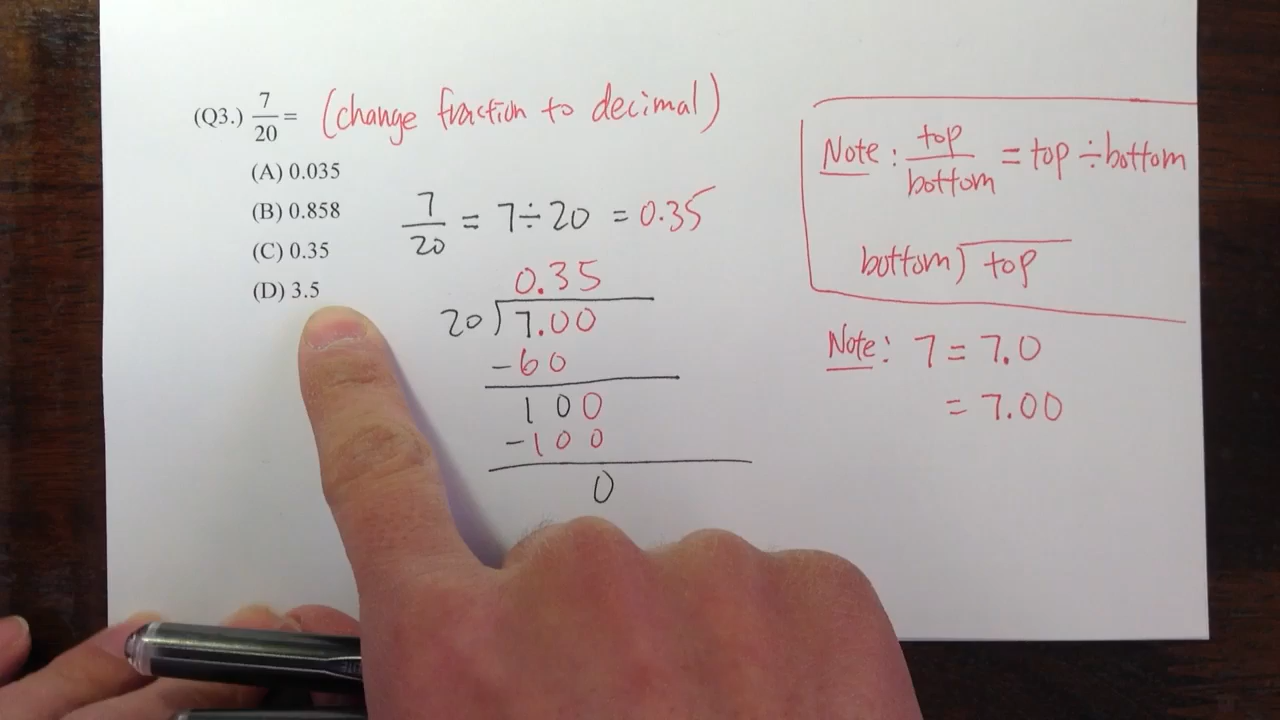 (Q3.) 7/20 = (change fraction to decimal)
(A) 0.035
(B) 0.858
(C) 0.35
(D) 3.5
7/20 = 7÷20 = 0.35
0.35
20)7.00
-60
100
-100
0
Note: top/bottom = top ÷ bottom
bottom) top
Note: 7 = 7.0
= 7.00